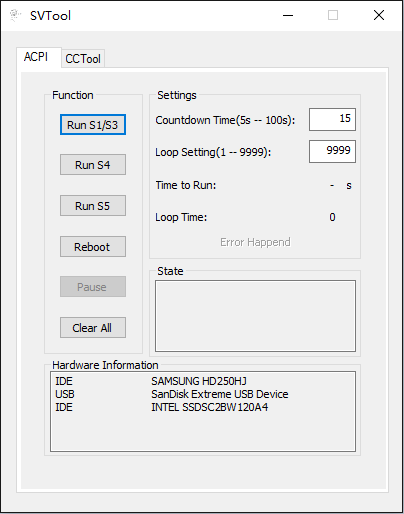 SVTool
ACPI
CCTool
Function
Run S1/S3
Run S4
Run S5
Reboot
Pause
Clear All
Settings
Countdown Time(5s -- 100s): 15
Loop Setting(1 -- 9999): 9999
Time to Run: - s
Loop Time: 0
Error Happend
State
Hardware Information
IDE SAMSUNG HD250HJ
USB SanDisk Extreme USB Device
IDE INTEL SSDSC2BW120A4